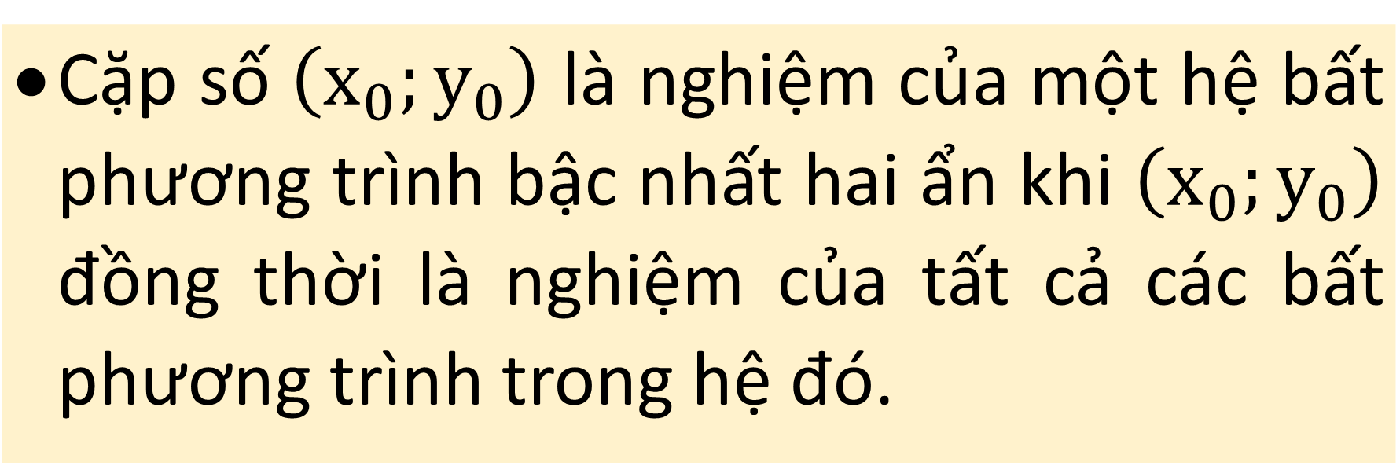 •Cặp số (x₀; y₀) là nghiệm của một hệ bất
phương trình bậc nhất hai ẩn khi (x₀; y₀)
đồng thời là nghiệm của tất cả các bất
phương trình trong hệ đó.